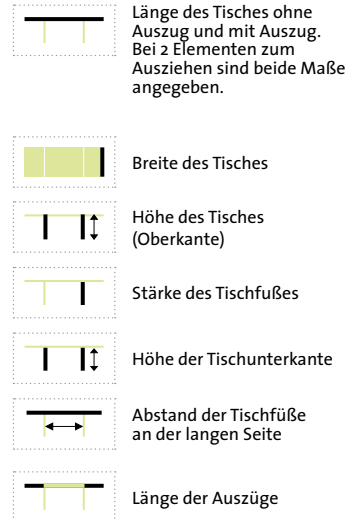 Länge des Tisches ohne
Auszug und mit Auszug.
Bei 2 Elementen zum
Ausziehen sind beide Maße
angegeben.
Breite des Tisches
Höhe des Tisches
(Oberkante)
Stärke des Tischfußes
Höhe der Tischunterkante
Abstand der Tischfüße
an der langen Seite
Länge der Auszüge